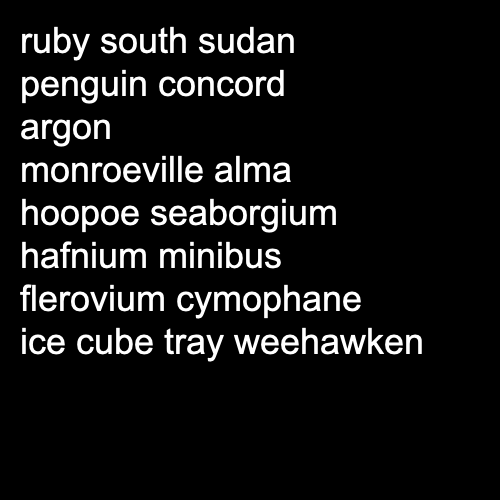 ruby south sudan
penguin concord
argon
monroeville alma
hoopoe seaborgium
hafnium minibus
flerovium cymophane
ice cube tray weehawken